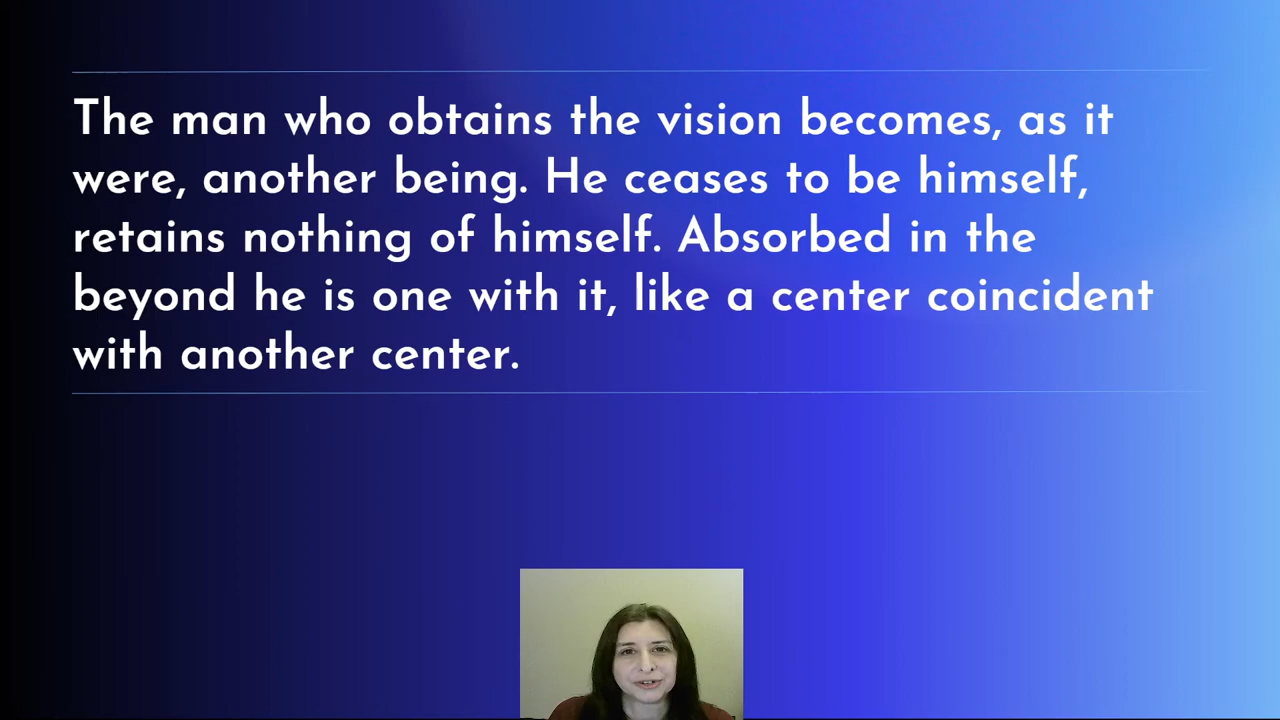 The man who obtains the vision becomes, as it
were, another being. He ceases to be himself,
retains nothing of himself. Absorbed in the
beyond he is one with it, like a center coincident
with another center.